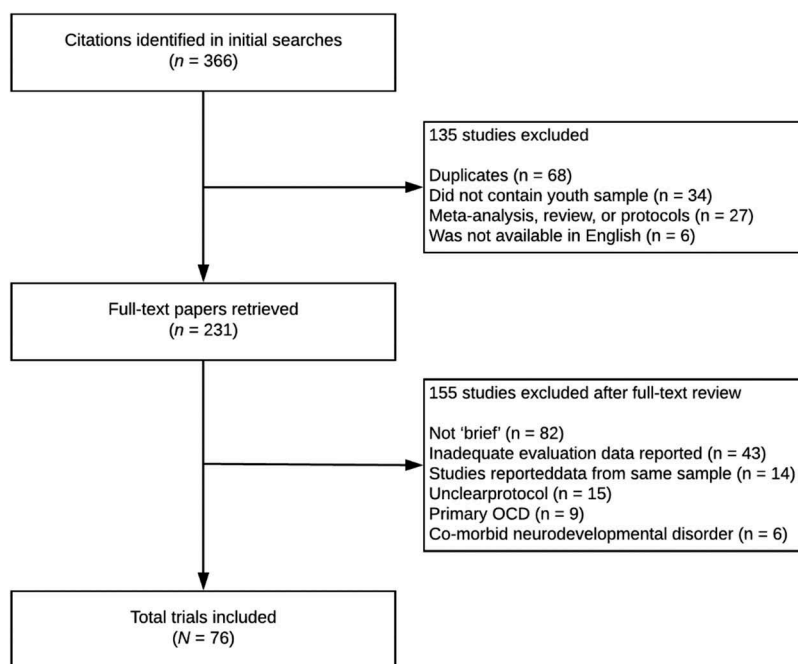 Citations identified in initial searches
(n = 366)
135 studies excluded
Duplicates (n = 68)
Did not contain youth sample (n = 34)
Meta-analysis, review, or protocols (n = 27)
Was not available in English (n = 6)
Full-text papers retrieved
(n = 231)
155 studies excluded after full-text review
Not ‘brief’ (n = 82)
Inadequate evaluation data reported (n = 43)
Studies reporteddata from same sample (n = 14)
Unclearprotocol (n = 15)
Primary OCD (n = 9)
Co-morbid neurodevelopmental disorder (n = 6)
Total trials included
(N = 76)